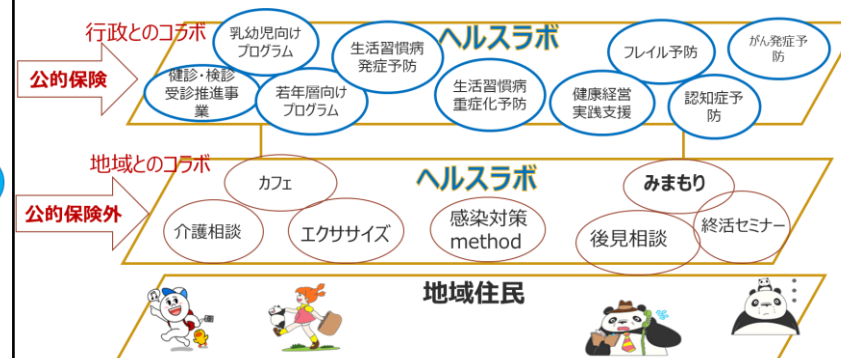 行政とのコラボ
乳幼児向け
プログラム
生活習慣病
発症予防
ヘルスラボ
フレイル予防
がん発症予
防
公的保険
健診・検診
受診推進事
業
若年層向け
プログラム
生活習慣病
重症化予防
健康経営
実践支援
認知症予
防
地域とのコラボ
カフェ
ヘルスラボ
みまもり
公的保険外
介護相談
エクササイズ
感染対策
method
後見相談
終活セミナー
地域住民